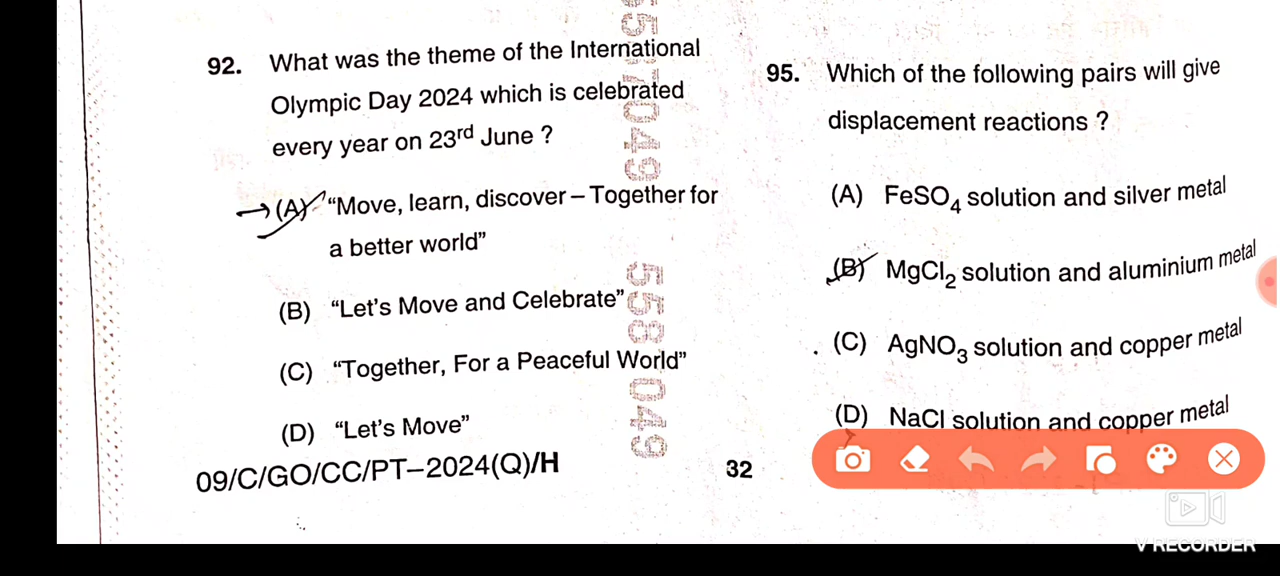 92. What was the theme of the International
Olympic Day 2024 which is celebrated
every year on 23rd June ?
(A) “Move, learn, discover – Together for
a better world”
(B) “Let’s Move and Celebrate”
(C) “Together, For a Peaceful World”
(D) “Let’s Move”
09/C/GO/CC/PT–2024(Q)/H
32
95. Which of the following pairs will give
displacement reactions ?
(A) FeSO4 solution and silver metal
(B) MgCl2 solution and aluminium metal
(C) AgNO3 solution and copper metal
(D) NaCl solution and copper metal
V RECORDER